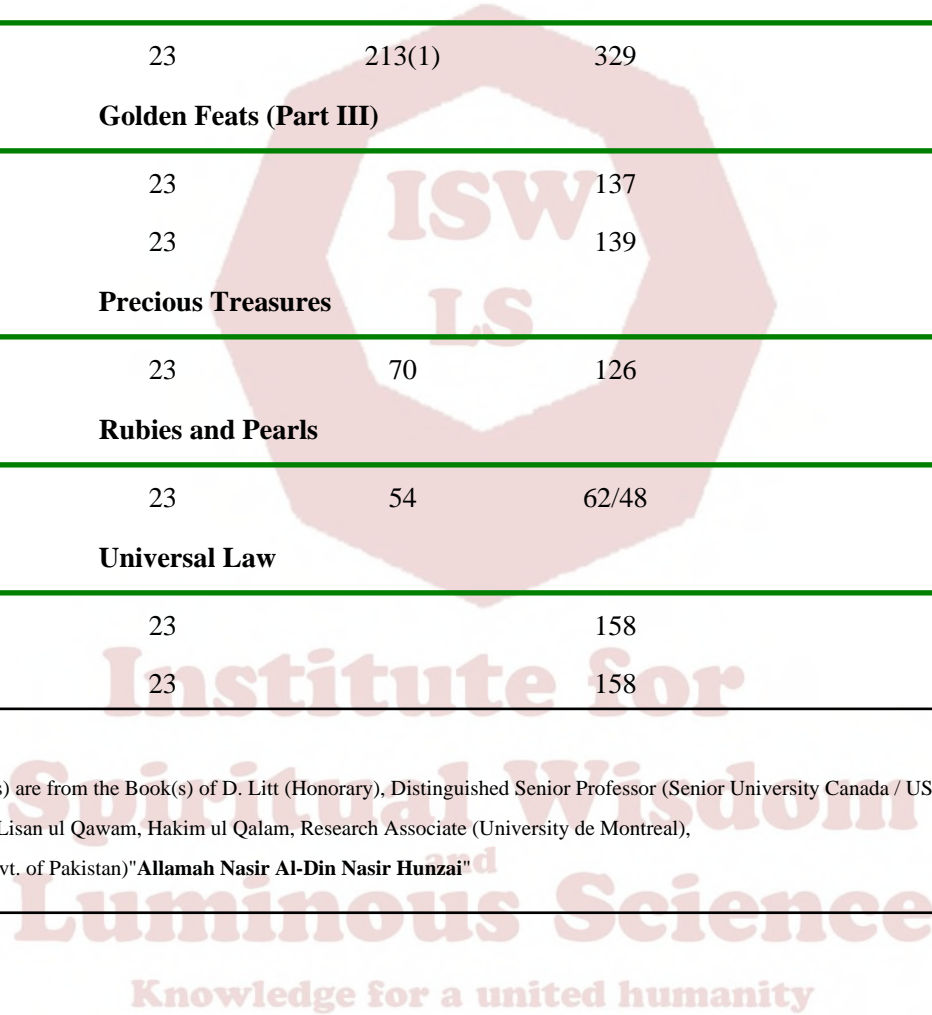 23 213(1) 329
Golden Feats (Part III)
23 137
23 139
Precious Treasures
23 70 126
Rubies and Pearls
23 54 62/48
Universal Law
23 158
23 158
s) are from the Book(s) of D. Litt (Honorary), Distinguished Senior Professor (Senior University Canada / US
Lisan ul Qawam, Hakim ul Qalam, Research Associate (University de Montreal),
vt. of Pakistan)"Allamah Nasir Al-Din Nasir Hunzai"
ISW
LS
Institute for
Spiritual Wisdom
and
Luminous Science
Knowledge for a united humanity